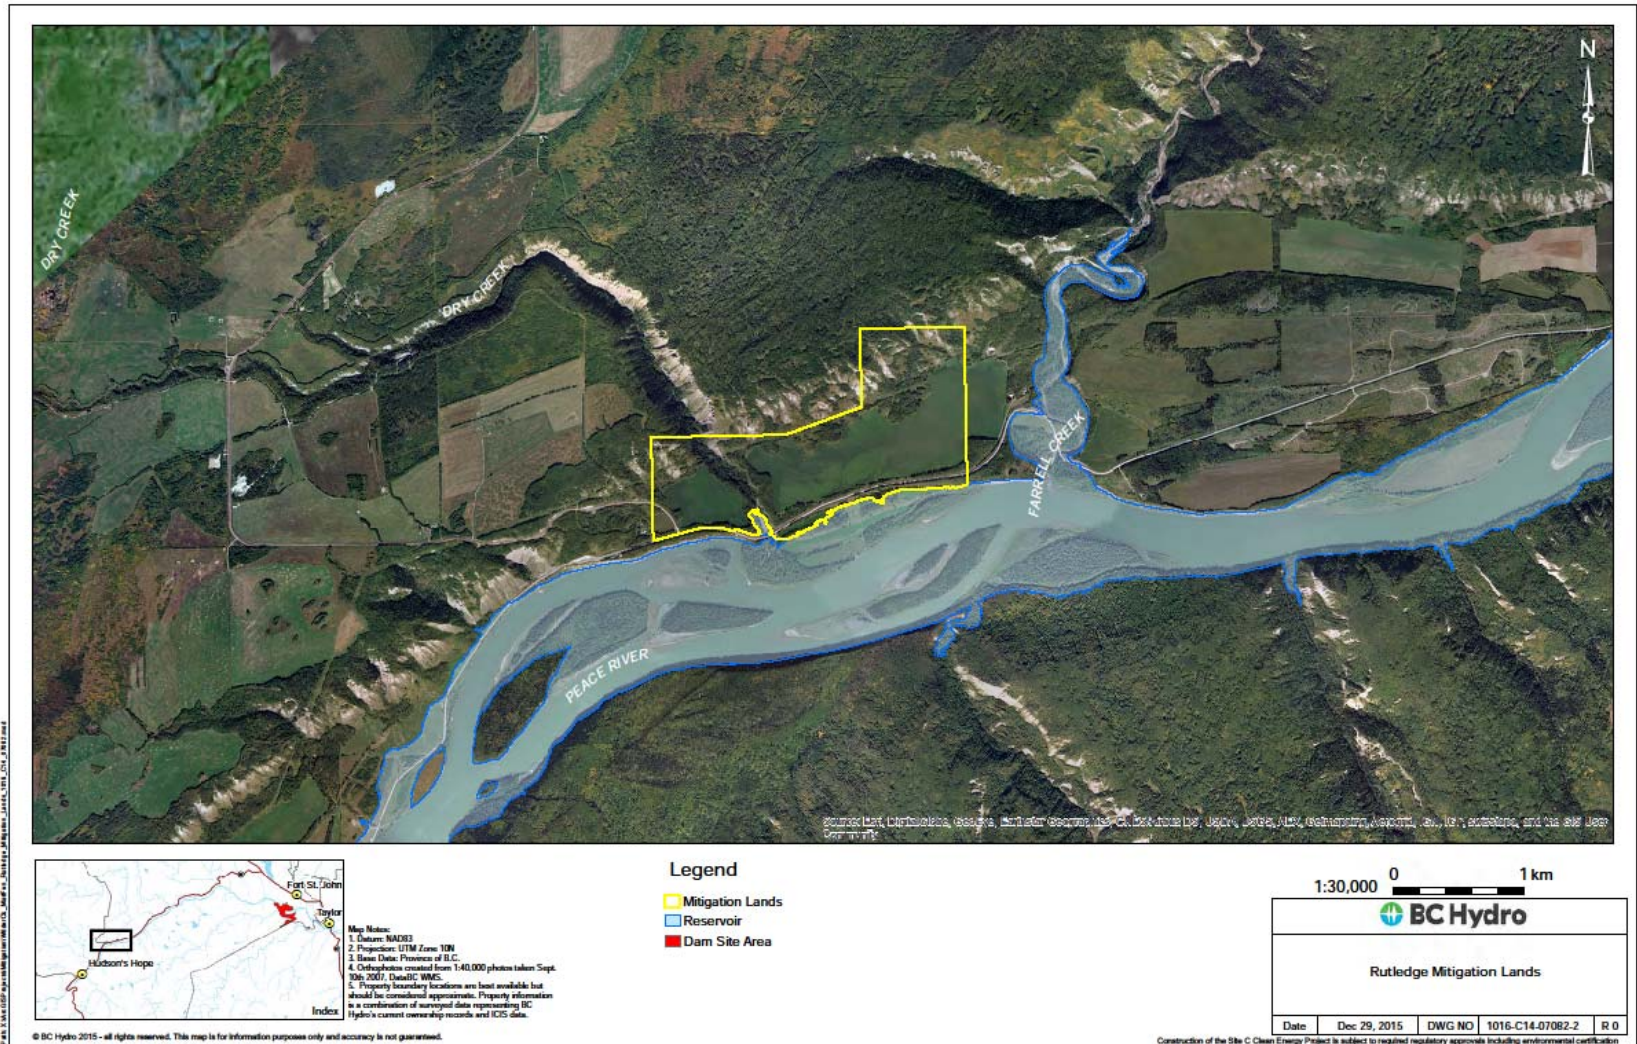 N
DRY CREEK
DRY CREEK
FARRELL CREEK
PEACE RIVER
Community
Fort St. John
Taylor
Hudson's Hope
Index
Map Notes:
1. Datum: NAD83
2. Projection: UTM Zone 10N
3. Base Data: Province of B.C.
4. Orthophotos created from 1:40,000 photos taken Sept.
10th 2007, DataBC WMS.
5. Property boundary locations are best available but
should be considered approximate. Property information
is a combination of surveyed data representing BC
Hydro's current ownership records and ICIS data.
Legend
Mitigation Lands
Reservoir
Dam Site Area
1:30,000 0 1 km
BC Hydro
Rutledge Mitigation Lands
Date Dec 29, 2015 DWG NO 1016-C14-07082-2 R 0
© BC Hydro 2015 - all rights reserved. This map is for information purposes only and accuracy is not guaranteed.
Construction of the Site C Clean Energy Project is subject to required regulatory approvals including environmental certification